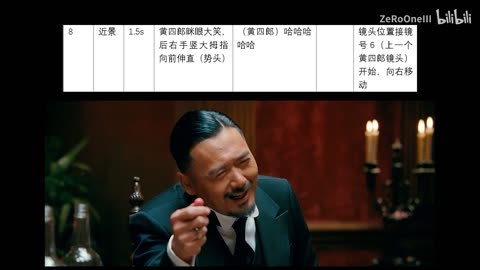 ZeRoOneIII bilibili
8 近景 1.5s 黄四郎眯眼大笑， （黄四郎）哈哈哈 镜头位置接镜
后右手竖大拇指 哈哈 号 6（上一个
向前伸直（势头） 黄四郎镜头）
开始，向右移
动